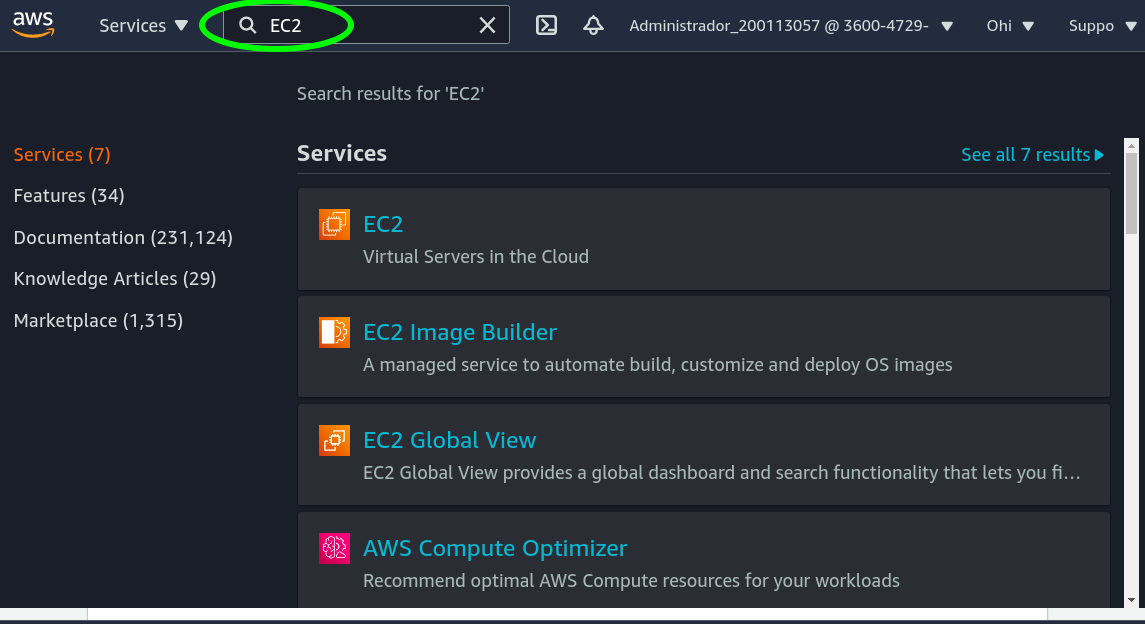 aws
Services
EC2
Administrador_200113057 @ 3600-4729-
Ohi
Suppo
Search results for 'EC2'
Services (7)
Features (34)
Documentation (231,124)
Knowledge Articles (29)
Marketplace (1,315)
Services
See all 7 results
EC2
Virtual Servers in the Cloud
EC2 Image Builder
A managed service to automate build, customize and deploy OS images
EC2 Global View
EC2 Global View provides a global dashboard and search functionality that lets you fi...
AWS Compute Optimizer
Recommend optimal AWS Compute resources for your workloads